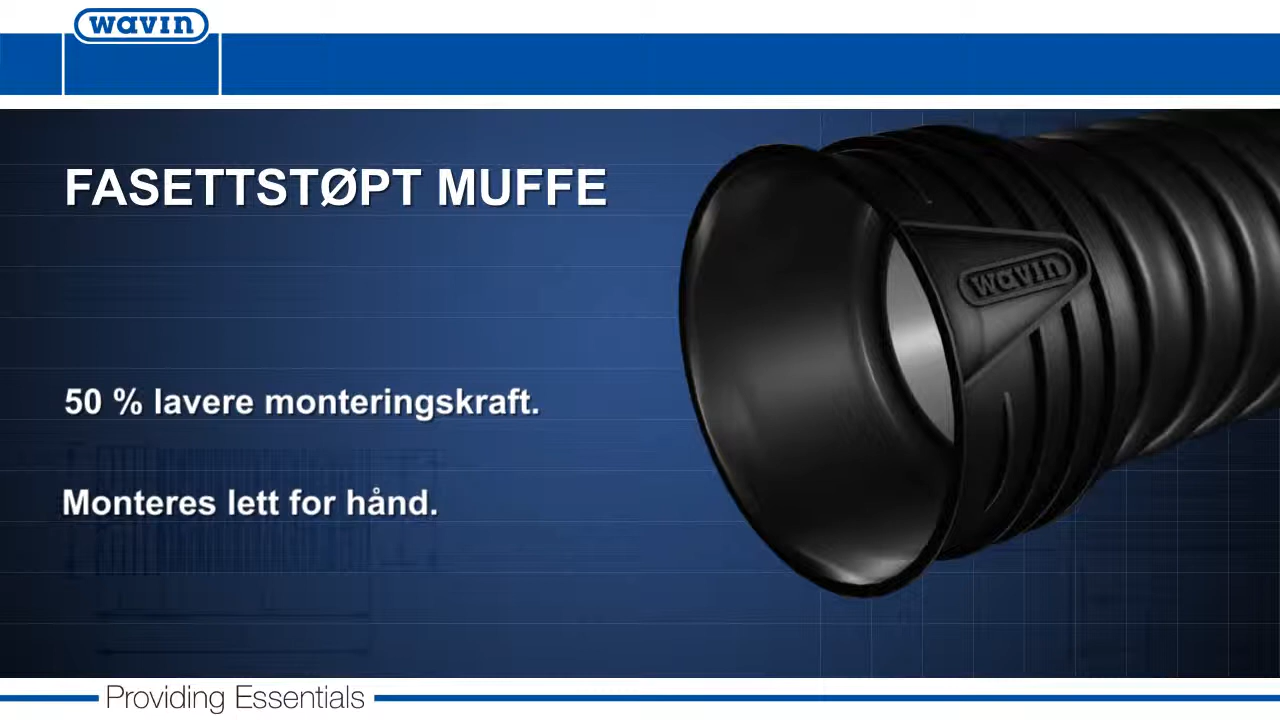 wavin
FASETTSTØPT MUFFE
wavin
50 % lavere monteringskraft.
Monteres lett for hånd.
Providing Essentials